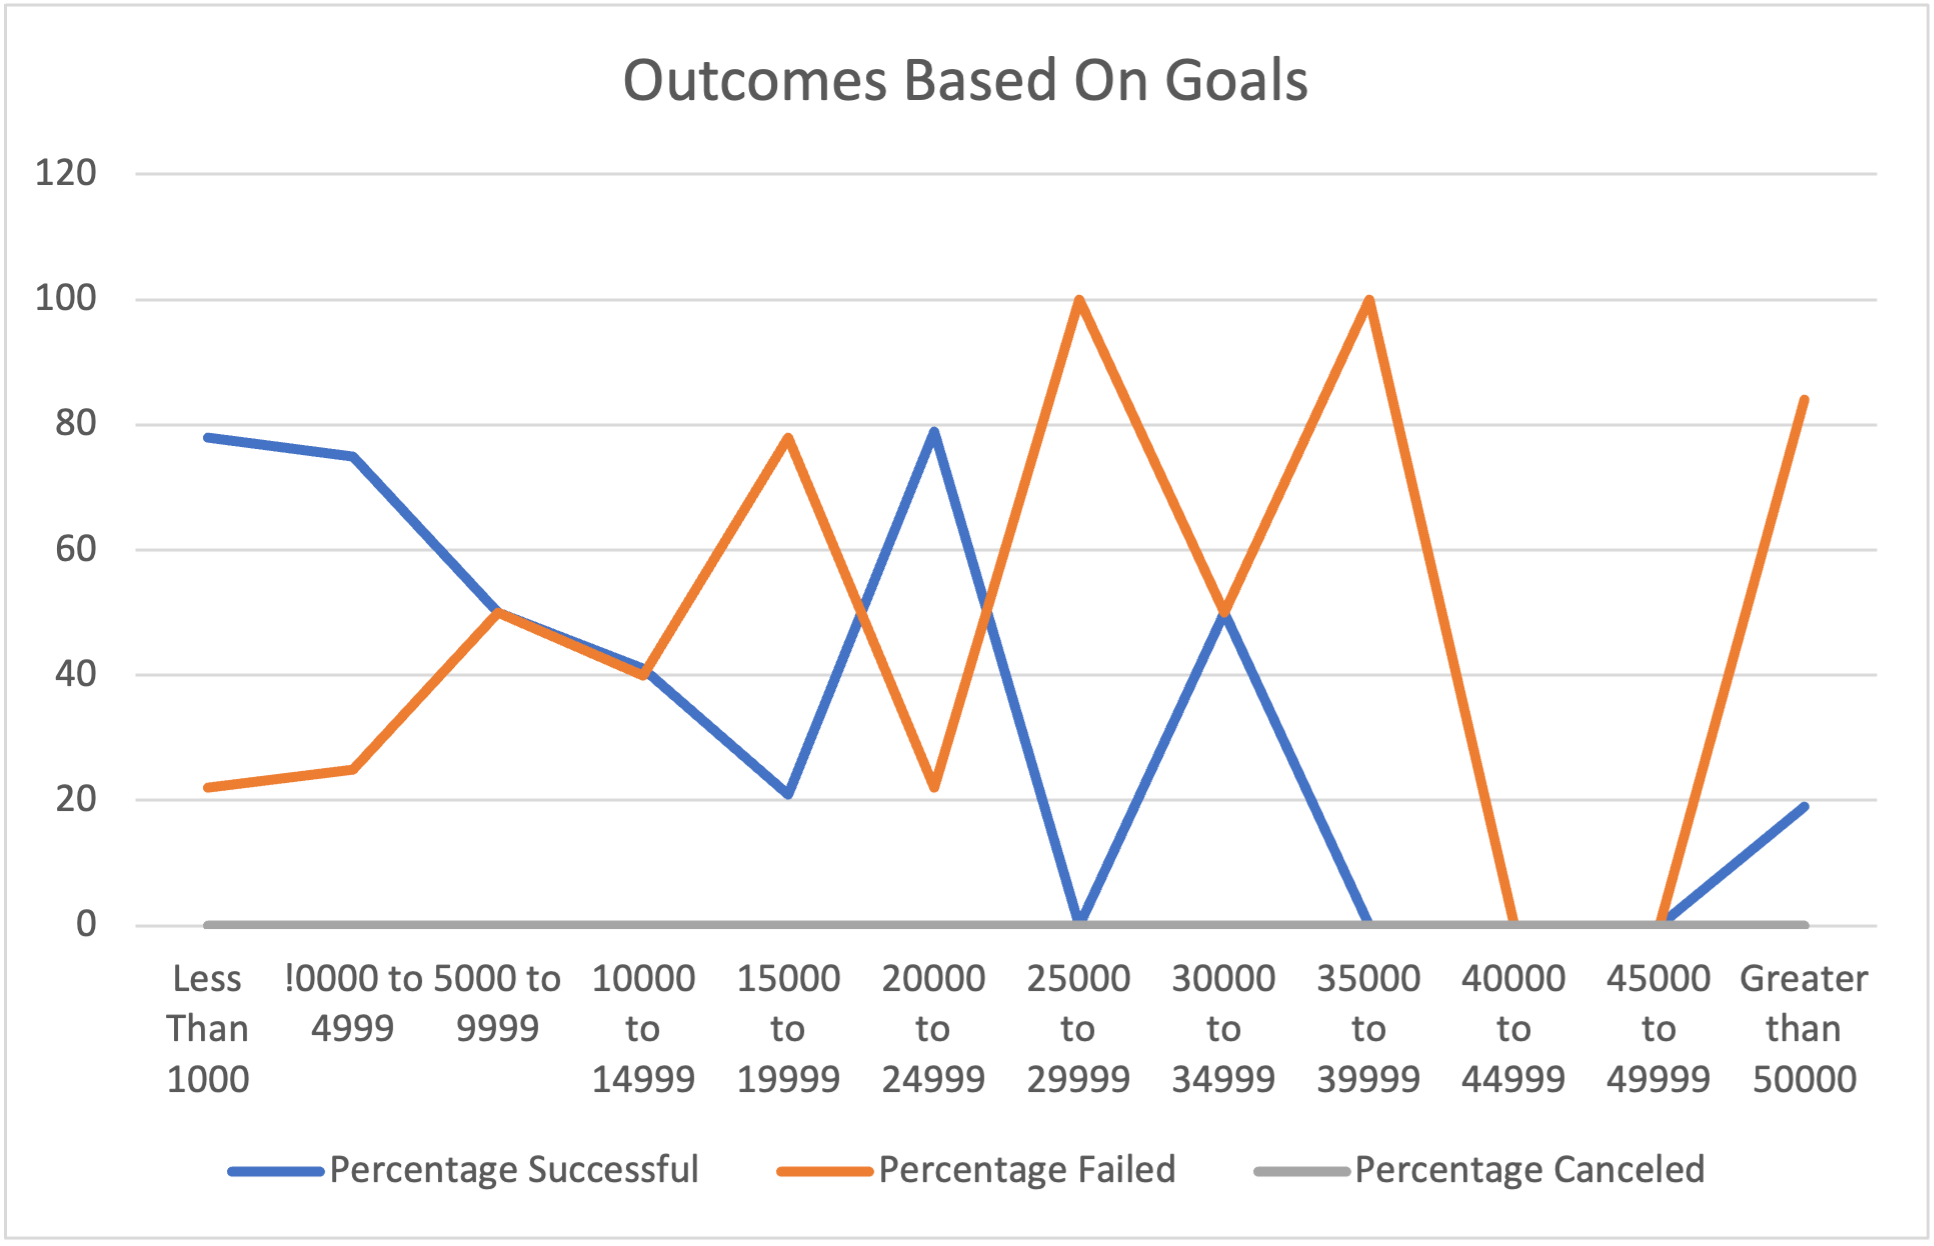 Outcomes Based On Goals
120
100
80
60
40
20
0
Less Than 1000
!0000 to 4999
5000 to 9999
10000 to 14999
15000 to 19999
20000 to 24999
25000 to 29999
30000 to 34999
35000 to 39999
40000 to 44999
45000 to 49999
Greater than 50000
Percentage Successful
Percentage Failed
Percentage Canceled